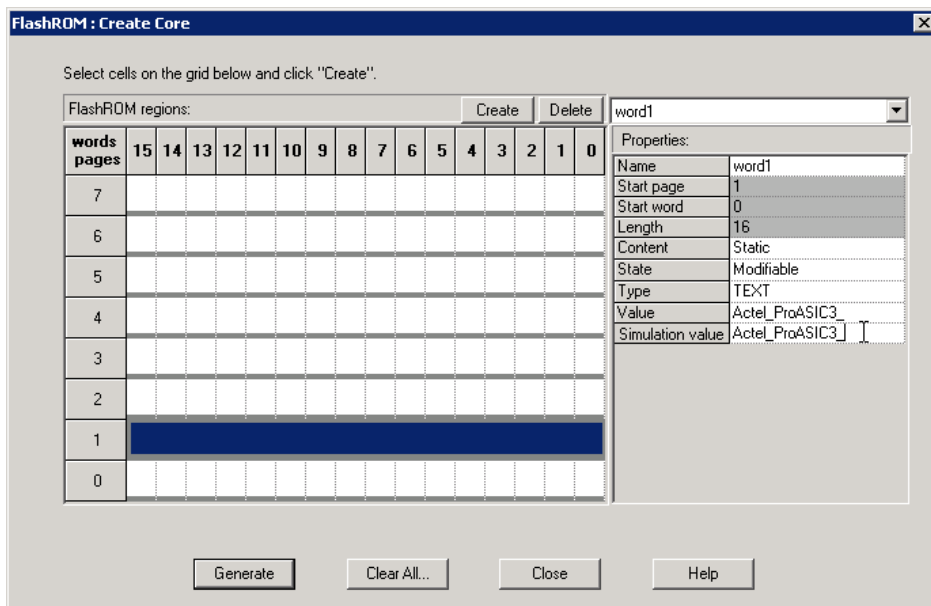 FlashROM : Create Core
Select cells on the grid below and click "Create".
FlashROM regions:
Create
Delete
word1
words
pages
15 14 13 12 11 10 9 8 7 6 5 4 3 2 1 0
7
6
5
4
3
2
1
0
Properties:
Name word1
Start page 1
Start word 0
Length 16
Content Static
State Modifiable
Type TEXT
Value Actel_ProASIC3_
Simulation value Actel_ProASIC3_
Generate
Clear All...
Close
Help